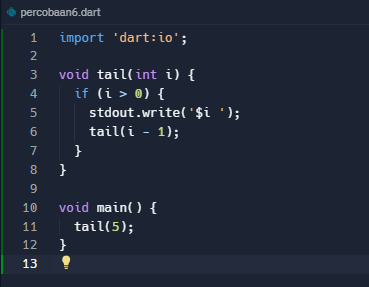 percobaan6.dart
1 import 'dart:io';
2
3 void tail(int i) {
4   if (i > 0) {
5     stdout.write('$i ');
6     tail(i - 1);
7   }
8 }
9
10 void main() {
11   tail(5);
12 }
13